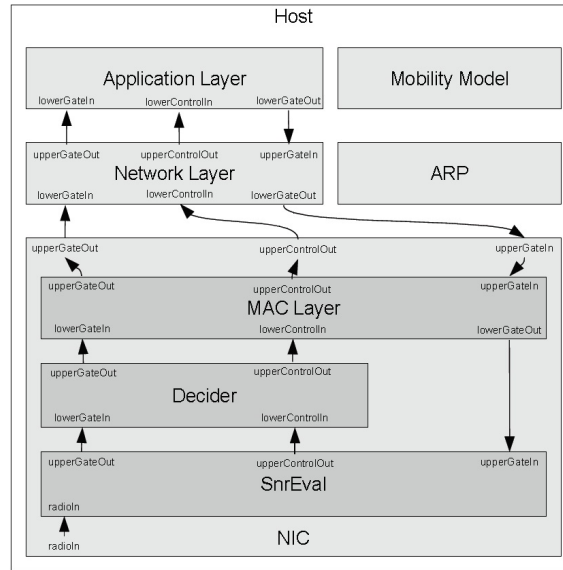 Host
Application Layer
Mobility Model
lowerGateIn lowerControlIn lowerGateOut
upperGateOut upperControlOut upperGateIn
Network Layer
ARP
lowerGateIn lowerControlIn lowerGateOut
upperGateOut upperControlOut upperGateIn
upperGateOut upperControlOut upperGateIn
MAC Layer
lowerGateIn lowerControlIn lowerGateOut
upperGateOut upperControlOut
Decider
lowerGateIn lowerControlIn
upperGateOut upperControlOut upperGateIn
SnrEval
radioIn
NIC
radioIn